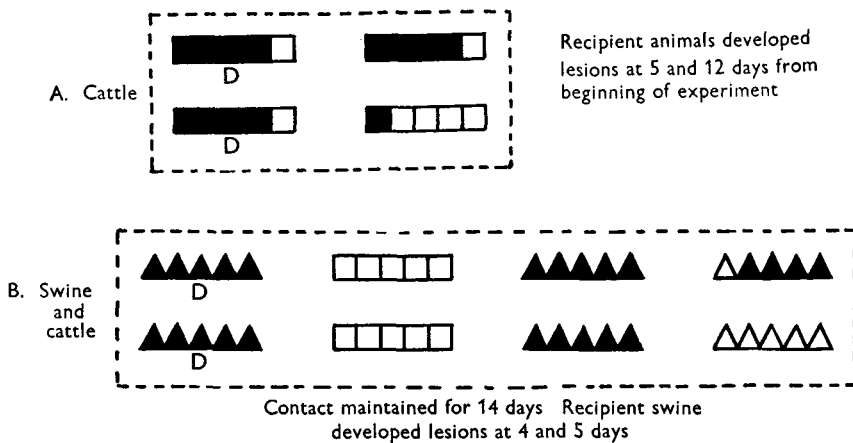 Recipient animals developed
lesions at 5 and 12 days from
beginning of experiment
A. Cattle
D
D
B. Swine
and
cattle
D
D
Contact maintained for 14 days Recipient swine
developed lesions at 4 and 5 days